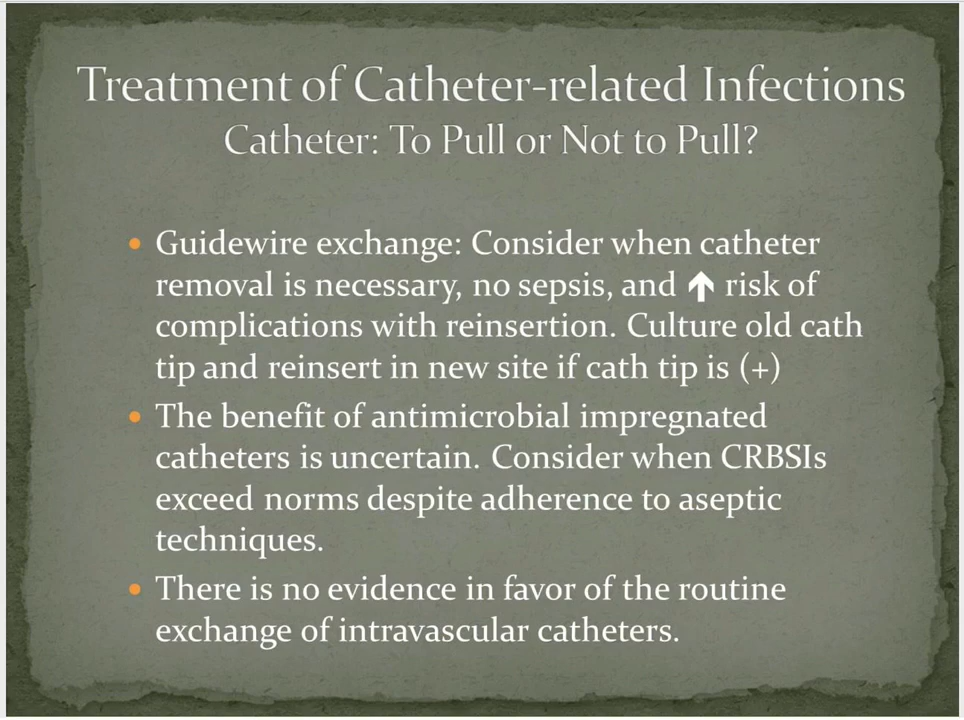 Treatment of Catheter-related Infections
Catheter: To Pull or Not to Pull?
• Guidewire exchange: Consider when catheter
removal is necessary, no sepsis, and ⬆ risk of
complications with reinsertion. Culture old cath
tip and reinsert in new site if cath tip is (+)
• The benefit of antimicrobial impregnated
catheters is uncertain. Consider when CRBSIs
exceed norms despite adherence to aseptic
techniques.
• There is no evidence in favor of the routine
exchange of intravascular catheters.